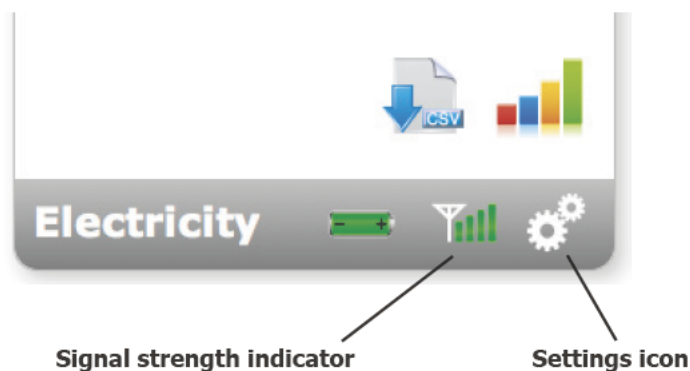 CSV
Electricity
- +
Signal strength indicator
Settings icon